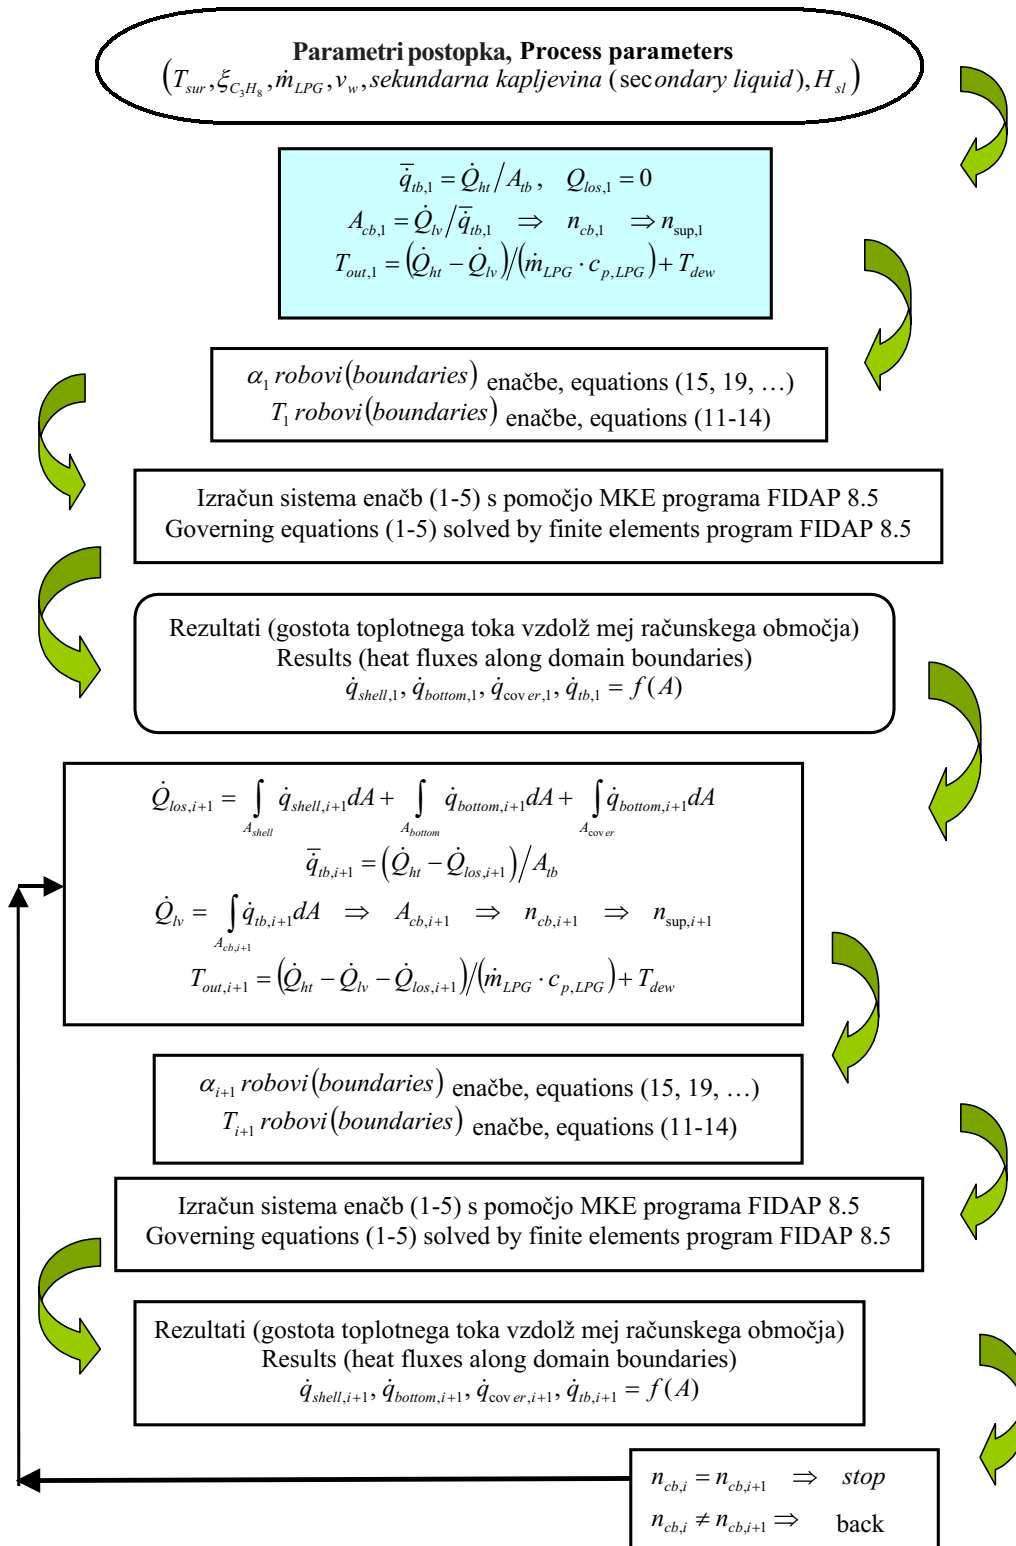 Parametri postopka, Process parameters
(T_sur, ξ_C₃H₈, ṁ_LPG, v_w, sekundarna kapljevina (secondary liquid), H_sl)
q̄̇_tb,1 = Q̇_ht / A_tb , Q_los,1 = 0
A_cb,1 = Q̇_lv / q̄̇_tb,1 ⇒ n_cb,1 ⇒ n_sup,1
T_out,1 = (Q̇_ht − Q̇_lv) / (ṁ_LPG · c_p,LPG) + T_dew
α₁ robovi (boundaries) enačbe, equations (15, 19, …)
T₁ robovi (boundaries) enačbe, equations (11-14)
Izračun sistema enačb (1-5) s pomočjo MKE programa FIDAP 8.5
Governing equations (1-5) solved by finite elements program FIDAP 8.5
Rezultati (gostota toplotnega toka vzdolž mej računskega območja)
Results (heat fluxes along domain boundaries)
q̇_shell,1, q̇_bottom,1, q̇_cover,1, q̇_tb,1 = f(A)
Q̇_los,i+1 = ∫_A_shell q̇_shell,i+1 dA + ∫_A_bottom q̇_bottom,i+1 dA + ∫_A_cover q̇_bottom,i+1 dA
q̄̇_tb,i+1 = (Q̇_ht − Q̇_los,i+1) / A_tb
Q̇_lv = ∫_A_cb,i+1 q̇_tb,i+1 dA ⇒ A_cb,i+1 ⇒ n_cb,i+1 ⇒ n_sup,i+1
T_out,i+1 = (Q̇_ht − Q̇_lv − Q̇_los,i+1) / (ṁ_LPG · c_p,LPG) + T_dew
α_i+1 robovi (boundaries) enačbe, equations (15, 19, …)
T_i+1 robovi (boundaries) enačbe, equations (11-14)
Izračun sistema enačb (1-5) s pomočjo MKE programa FIDAP 8.5
Governing equations (1-5) solved by finite elements program FIDAP 8.5
Rezultati (gostota toplotnega toka vzdolž mej računskega območja)
Results (heat fluxes along domain boundaries)
q̇_shell,i+1, q̇_bottom,i+1, q̇_cover,i+1, q̇_tb,i+1 = f(A)
n_cb,i = n_cb,i+1 ⇒ stop
n_cb,i ≠ n_cb,i+1 ⇒ back